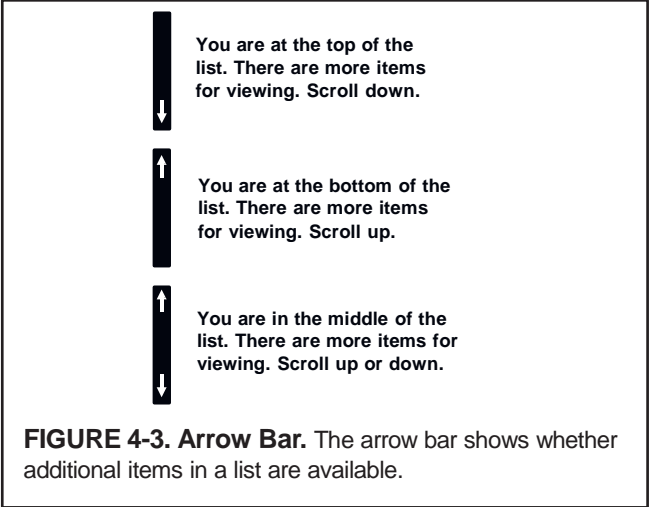 You are at the top of the
list. There are more items
for viewing. Scroll down.
You are at the bottom of the
list. There are more items
for viewing. Scroll up.
You are in the middle of the
list. There are more items for
viewing. Scroll up or down.
FIGURE 4-3. Arrow Bar. The arrow bar shows whether
additional items in a list are available.